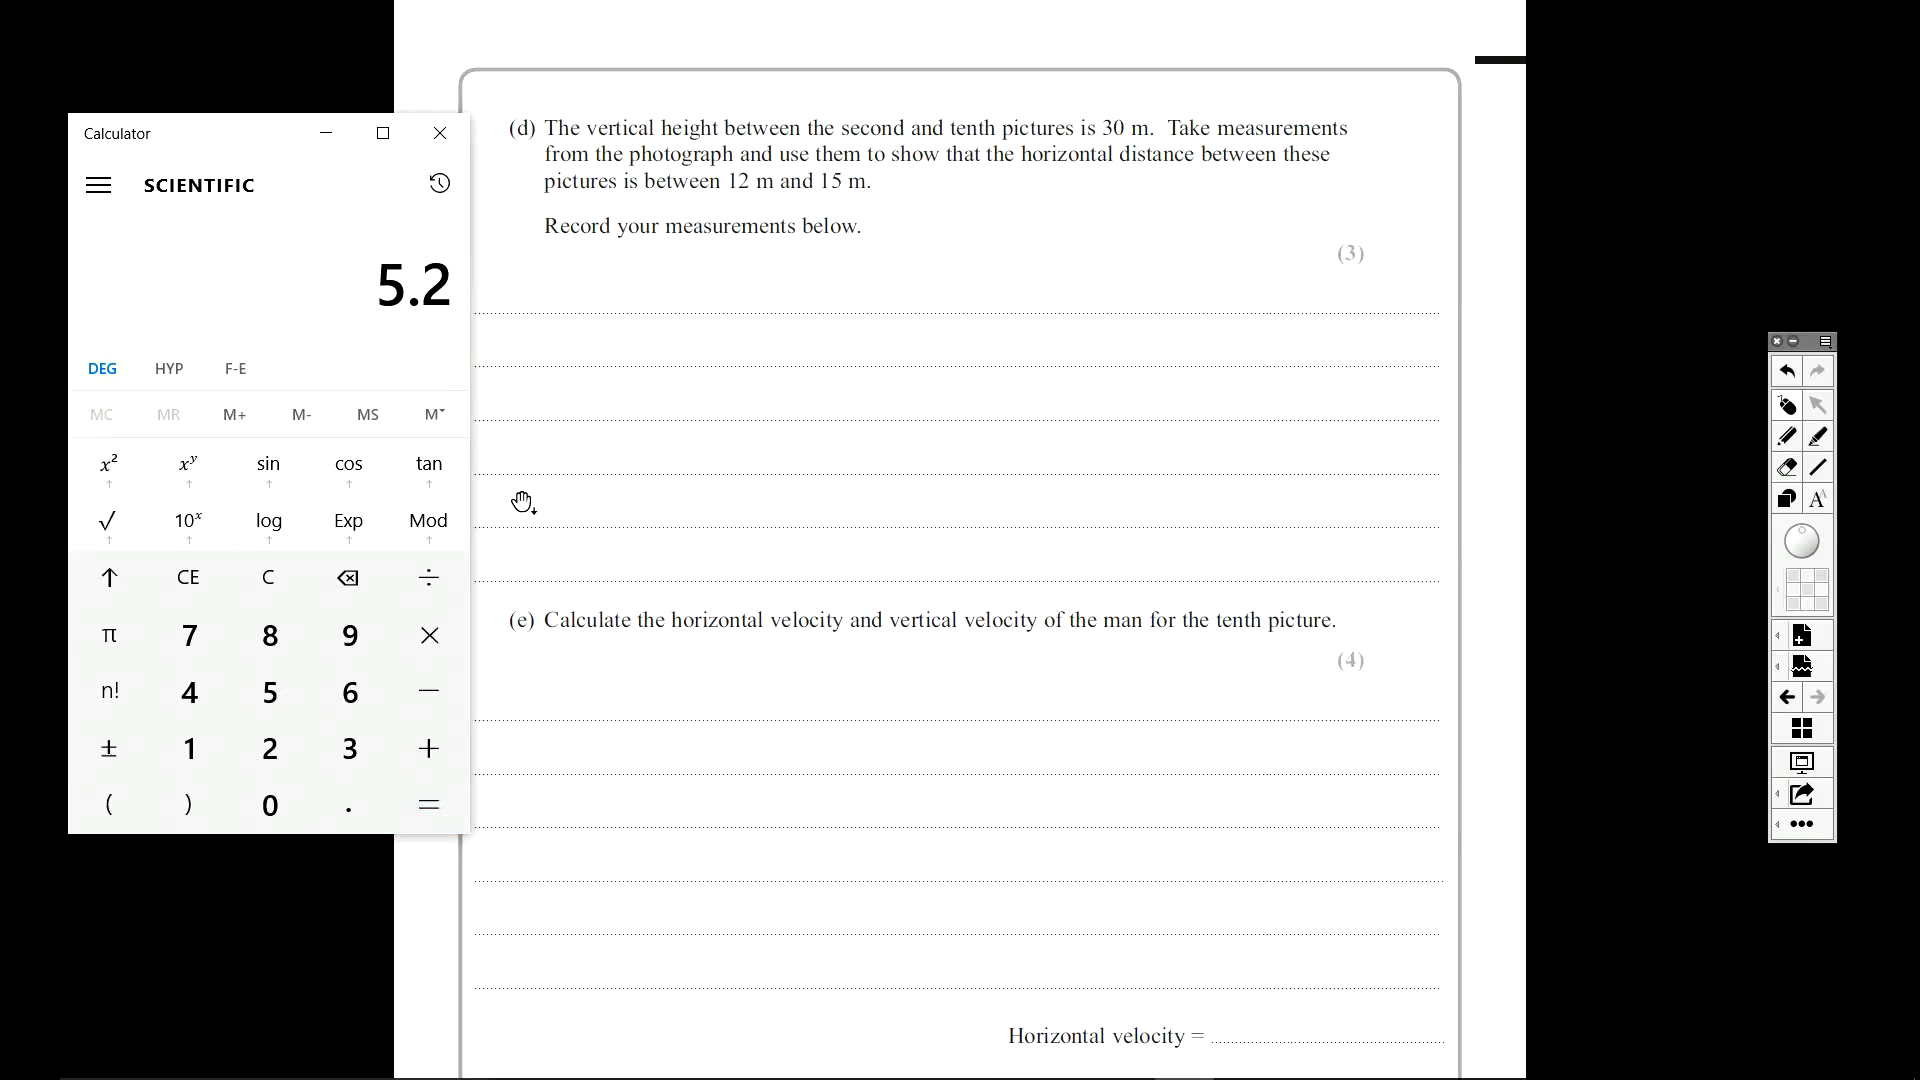 Calculator
SCIENTIFIC
5.2
DEG HYP F-E
MC MR M+ M- MS M
x² xʸ sin cos tan
√ 10ˣ log Exp Mod
CE C ÷
π 7 8 9 ×
n! 4 5 6 −
± 1 2 3 +
( ) 0 . =
(d) The vertical height between the second and tenth pictures is 30 m. Take measurements
from the photograph and use them to show that the horizontal distance between these
pictures is between 12 m and 15 m.
Record your measurements below.
(3)
(e) Calculate the horizontal velocity and vertical velocity of the man for the tenth picture.
(4)
Horizontal velocity =
A